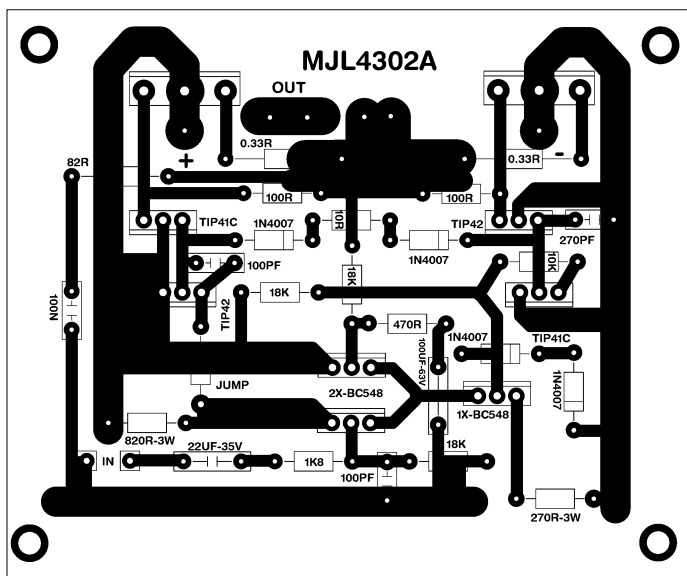 MJL4302A
OUT
0.33R
+
0.33R
-
82R
100R
100R
TIP41C
1N4007
10R
1N4007
TIP42
270PF
100PF
18K
10K
100N
TIP42
18K
470R
100UF-63V
1N4007
TIP41C
JUMP
2X-BC548
1X-BC548
1N4007
820R-3W
22UF-35V
18K
IN
1K8
100PF
270R-3W